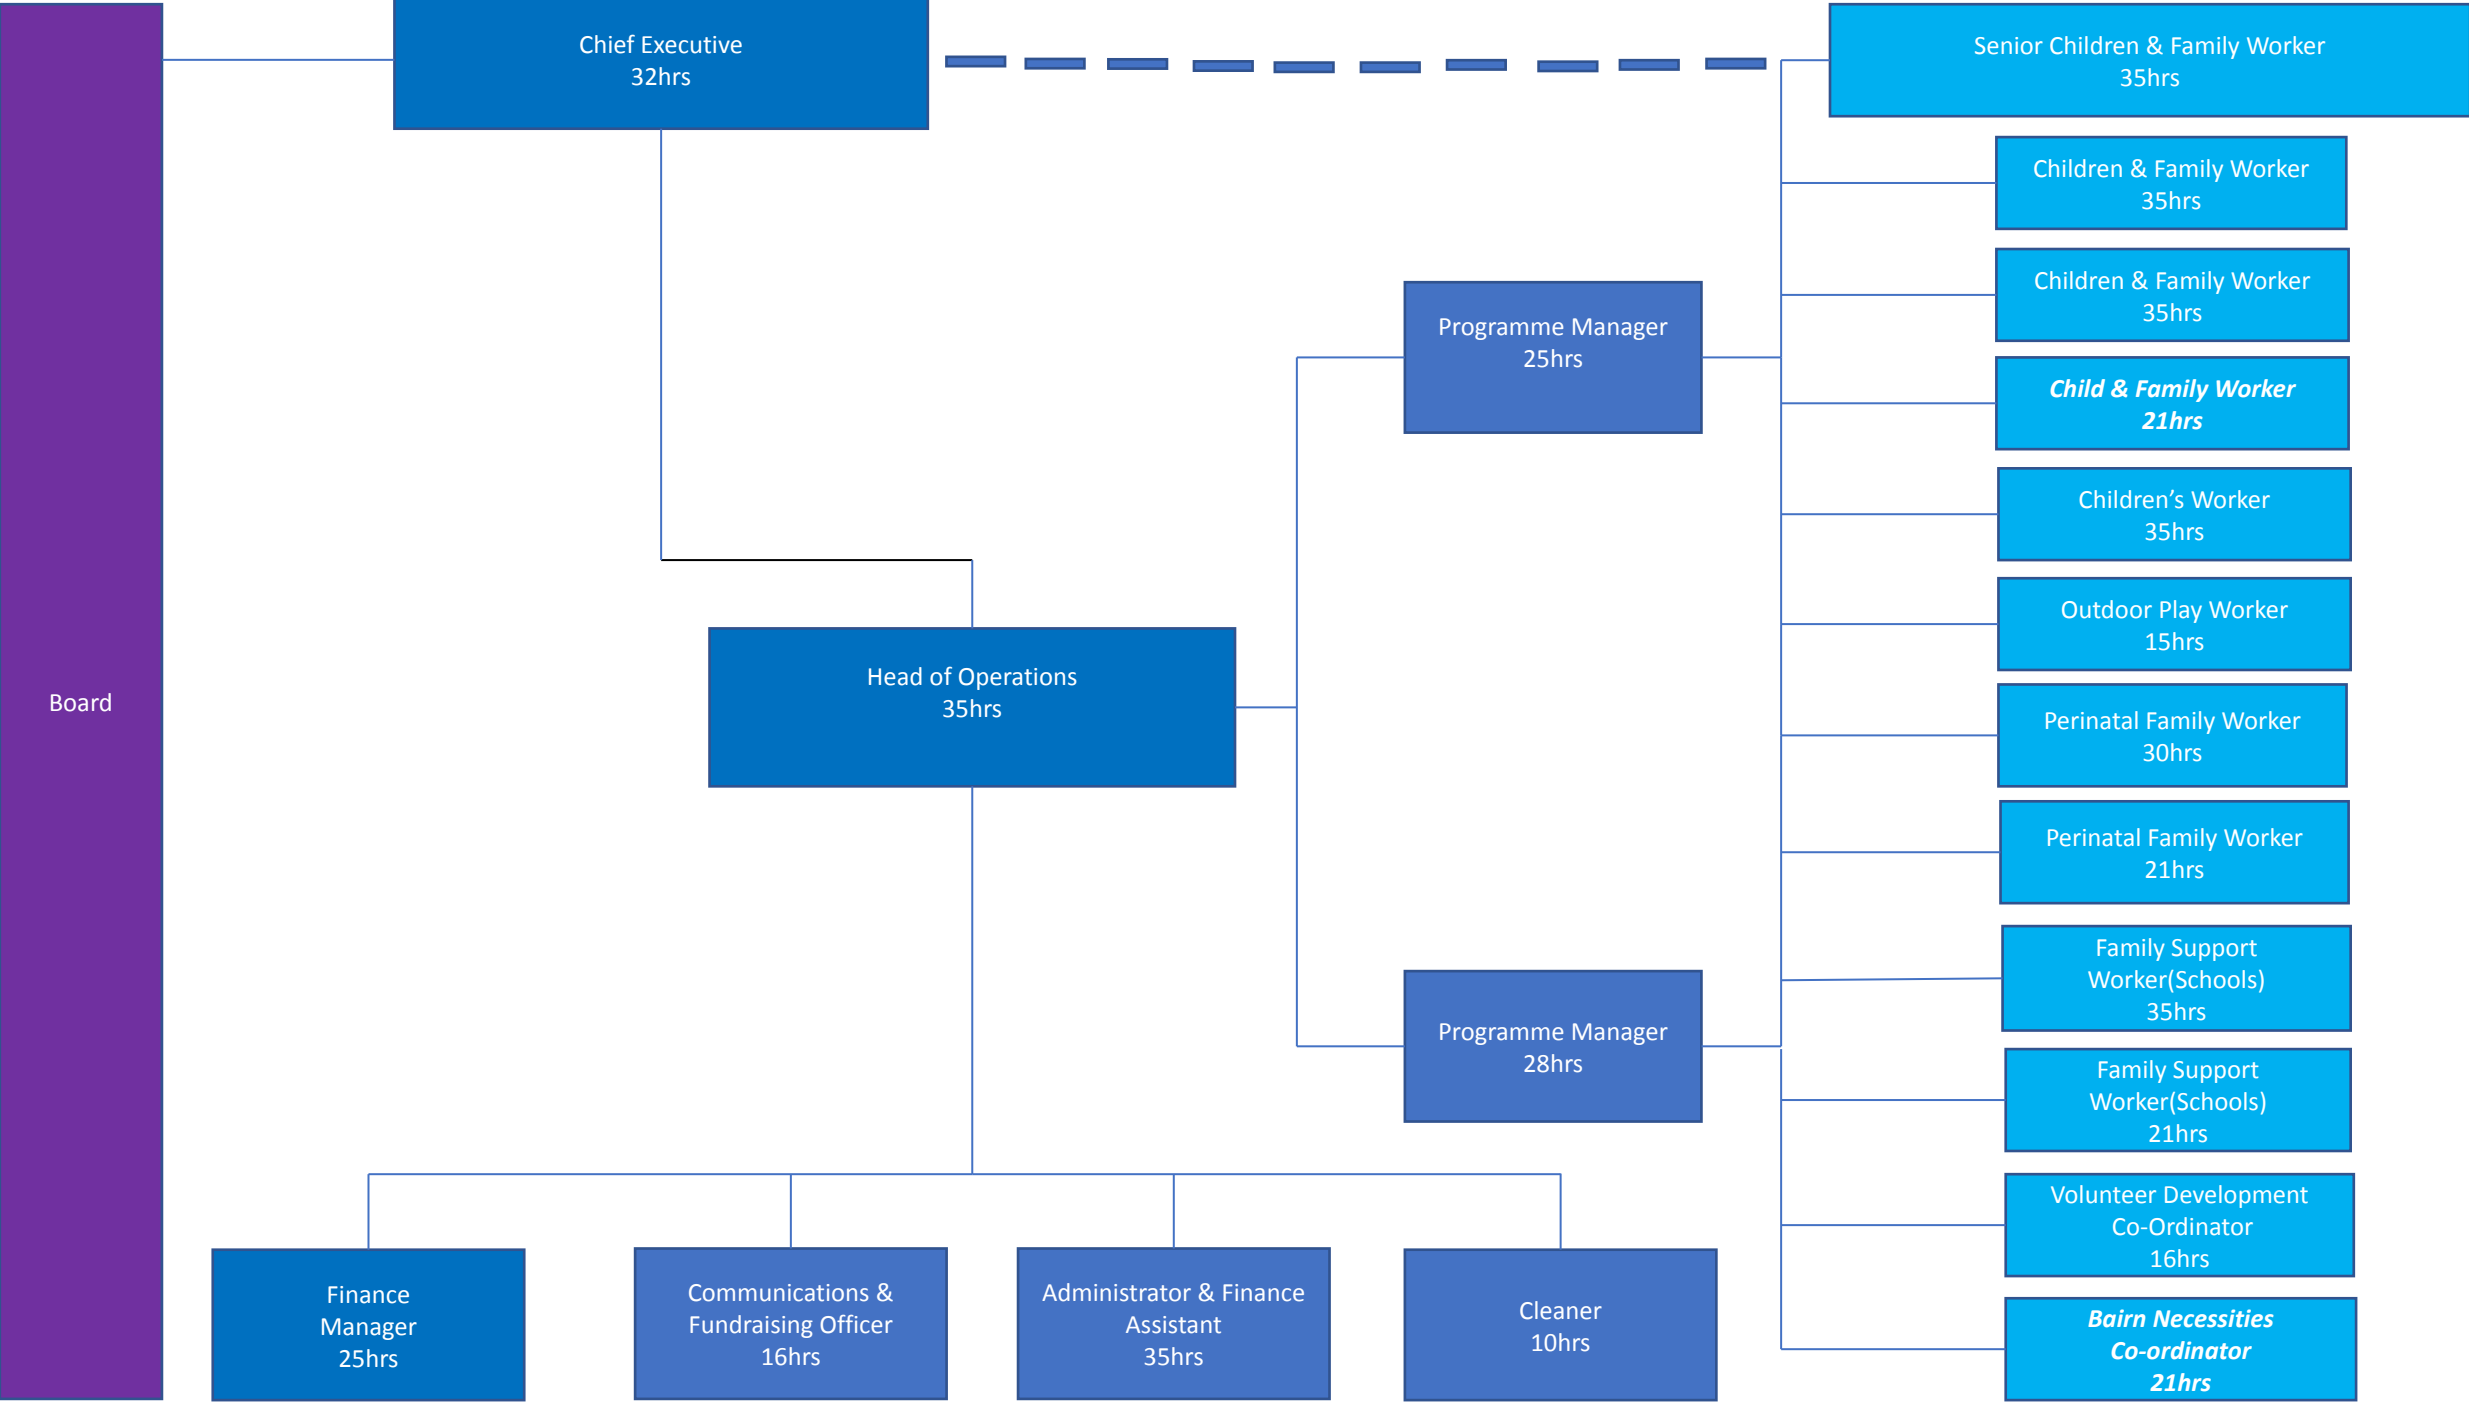 Board
Chief Executive
32hrs
Senior Children & Family Worker
35hrs
Children & Family Worker
35hrs
Children & Family Worker
35hrs
Child & Family Worker
21hrs
Children’s Worker
35hrs
Outdoor Play Worker
15hrs
Perinatal Family Worker
30hrs
Perinatal Family Worker
21hrs
Family Support
Worker(Schools)
35hrs
Family Support
Worker(Schools)
21hrs
Volunteer Development
Co-Ordinator
16hrs
Bairn Necessities
Co-ordinator
21hrs
Programme Manager
25hrs
Head of Operations
35hrs
Programme Manager
28hrs
Finance
Manager
25hrs
Communications &
Fundraising Officer
16hrs
Administrator & Finance
Assistant
35hrs
Cleaner
10hrs